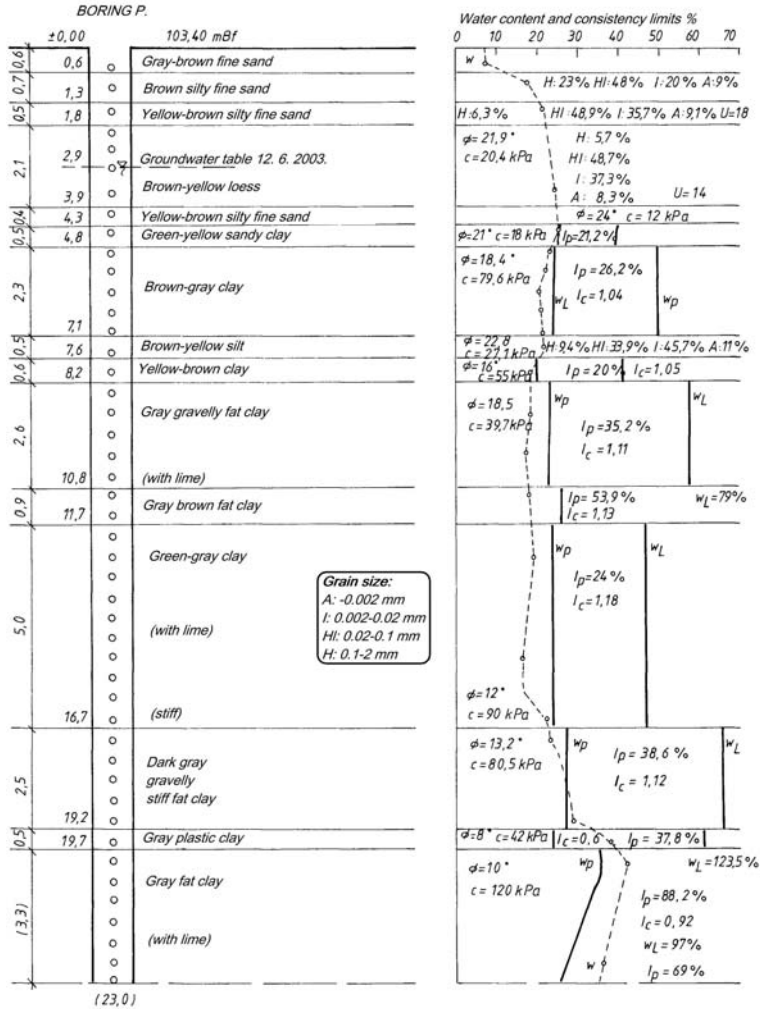 BORING P.
±0,00 103,40 mBf
0,6 0,6 Gray-brown fine sand
0,7 1,3 Brown silty fine sand
0,5 1,8 Yellow-brown silty fine sand
2,1
2,9 Groundwater table 12. 6. 2003.
3,9 Brown-yellow loess
0,4 4,3 Yellow-brown silty fine sand
0,5 4,8 Green-yellow sandy clay
2,3 Brown-gray clay
7,1
0,5 7,6 Brown-yellow silt
0,6 8,2 Yellow-brown clay
2,6 Gray gravelly fat clay
10,8 (with lime)
0,9 11,7 Gray brown fat clay
5,0 Green-gray clay
(with lime)
16,7 (stiff)
2,5 Dark gray
gravelly
stiff fat clay
19,2
0,5 19,7 Gray plastic clay
(3,3) Gray fat clay
(with lime)
(23,0)
Grain size:
A: -0.002 mm
I: 0.002-0.02 mm
HI: 0.02-0.1 mm
H: 0.1-2 mm
Water content and consistency limits %
0 10 20 30 40 50 60 70
w
H:23% HI:48% I:20% A:9%
H:6,3% HI:48,9% I:35,7% A:9,1% U=18
ϕ=21,9° H: 5,7%
c=20,4 kPa HI:48,7%
I: 37,3%
A: 8,3% U=14
ϕ=24° c=12 kPa
ϕ=21° c=18 kPa Ip=21,2%
ϕ=18,4° Ip=26,2%
c=79,6 kPa
wL Ic=1,04 wp
ϕ=22,8 H:9,4% HI:33,9% I:45,7% A:11%
c=27,1 kPa
ϕ=16° Ip=20% Ic=1,05
c=55 kPa
ϕ=18,5 wp wL
c=39,7 kPa Ip=35,2%
Ic=1,11
Ip=53,9% wL=79%
Ic=1,13
wp wL
Ip=24%
Ic=1,18
ϕ=12°
c=90 kPa
ϕ=13,2° wp Ip=38,6% wL
c=80,5 kPa
Ic=1,12
ϕ=8° c=42 kPa Ic=0,6 Ip=37,8%
ϕ=10° wp wL=123,5%
c=120 kPa
Ip=88,2%
Ic=0,92
wL=97%
w Ip=69%